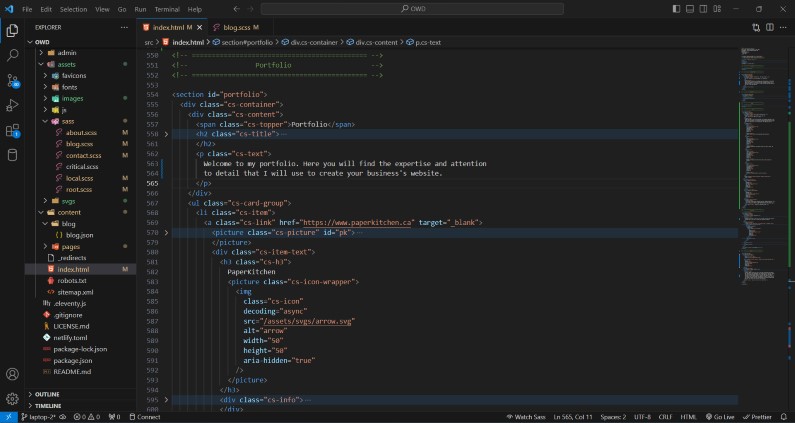 File Edit Selection View Go Run Terminal Help
OWD
EXPLORER
OWD
admin
assets
favicons
fonts
images
js
sass
about.scss M
blog.scss M
contact.scss M
critical.scss
local.scss M
root.scss M
svgs
content
blog
{} blog.json
pages
_redirects
index.html M
robots.txt
sitemap.xml
.eleventy.js
.gitignore
LICENSE.md
netlify.toml
package-lock.json
package.json
README.md
OUTLINE
TIMELINE
index.html M blog.scss M
src > index.html > section#portfolio > div.cs-container > div.cs-content > p.cs-text
550 <!-- ============================================ -->
551 <!-- Portfolio -->
552 <!-- ============================================ -->
553
554 <section id="portfolio">
555 <div class="cs-container">
556 <div class="cs-content">
557 <span class="cs-topper">Portfolio</span>
558 <h2 class="cs-title">
561 </h2>
562 <p class="cs-text">
563 Welcome to my portfolio. Here you will find the expertise and attention
564 to detail that I will use to create your business's website.
565 </p>
566 </div>
567 <ul class="cs-card-group">
568 <li class="cs-item">
569 <a class="cs-link" href="https://www.paperkitchen.ca" target="_blank">
570 <picture class="cs-picture" id="pk">
</picture>
580 <div class="cs-item-text">
581 <h3 class="cs-h3">
582 PaperKitchen
583 <picture class="cs-icon-wrapper">
584 <img
585 class="cs-icon"
586 decoding="async"
587 src="/assets/svgs/arrow.svg"
588 alt="arrow"
589 width="50"
590 height="50"
591 aria-hidden="true"
592 />
593 </picture>
594 </h3>
595 <div class="cs-info">
600 </div>
laptop-2* 0 0 0 Connect Watch Sass Ln 565, Col 11 Spaces: 2 UTF-8 CRLF HTML Go Live Prettier